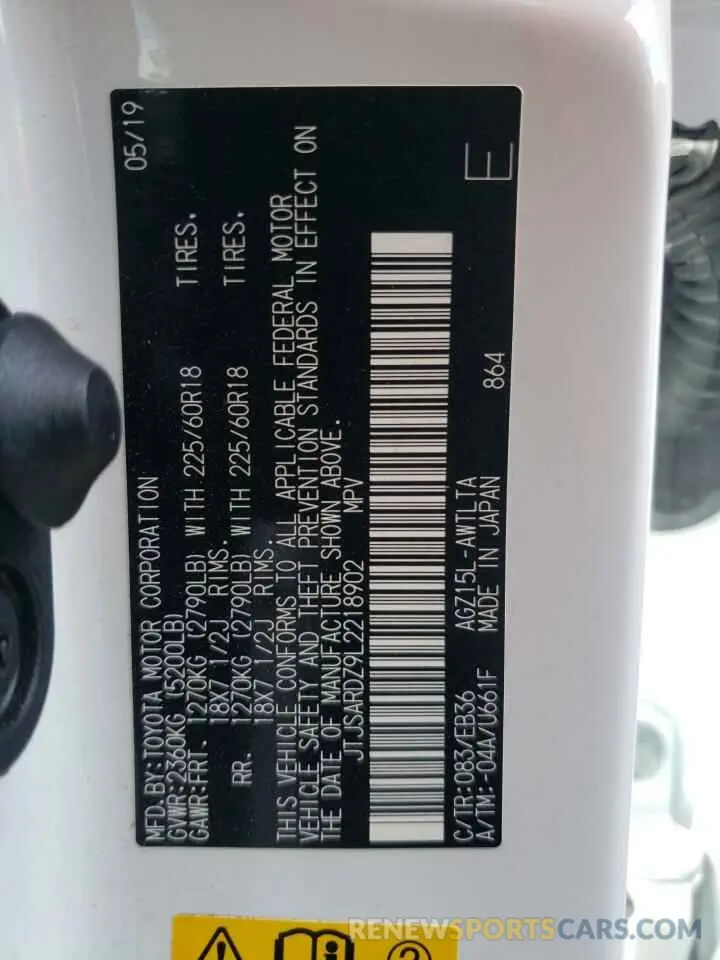 MFD.BY:TOYOTA MOTOR CORPORATION 05/19
GVWR:2360KG (5200LB)
GAWR:FRT. 1270KG (2790LB) WITH 225/60R18 TIRES.
18X7 1/2J RIMS.
RR. 1270KG (2790LB) WITH 225/60R18 TIRES.
18X7 1/2J RIMS.
THIS VEHICLE CONFORMS TO ALL APPLICABLE FEDERAL MOTOR
VEHICLE SAFETY AND THEFT PREVENTION STANDARDS IN EFFECT ON
THE DATE OF MANUFACTURE SHOWN ABOVE.
JTJSARDZ9L2218902 MPV
C/TR:083/EB36 AGZ15L-AWTLTA 864 E
A/TM:-04A/U661F MADE IN JAPAN
RENEWSPORTSCARS.COM